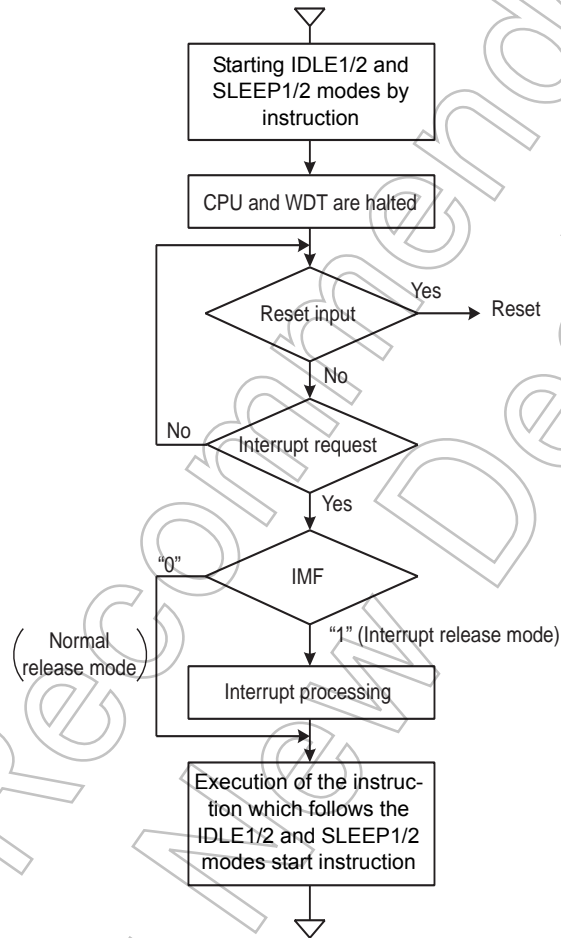 Starting IDLE1/2 and
SLEEP1/2 modes by
instruction
CPU and WDT are halted
Reset input
Yes
Reset
No
Interrupt request
No
Yes
IMF
“0”
Normal
release mode
“1” (Interrupt release mode)
Interrupt processing
Execution of the instruc-
tion which follows the
IDLE1/2 and SLEEP1/2
modes start instruction